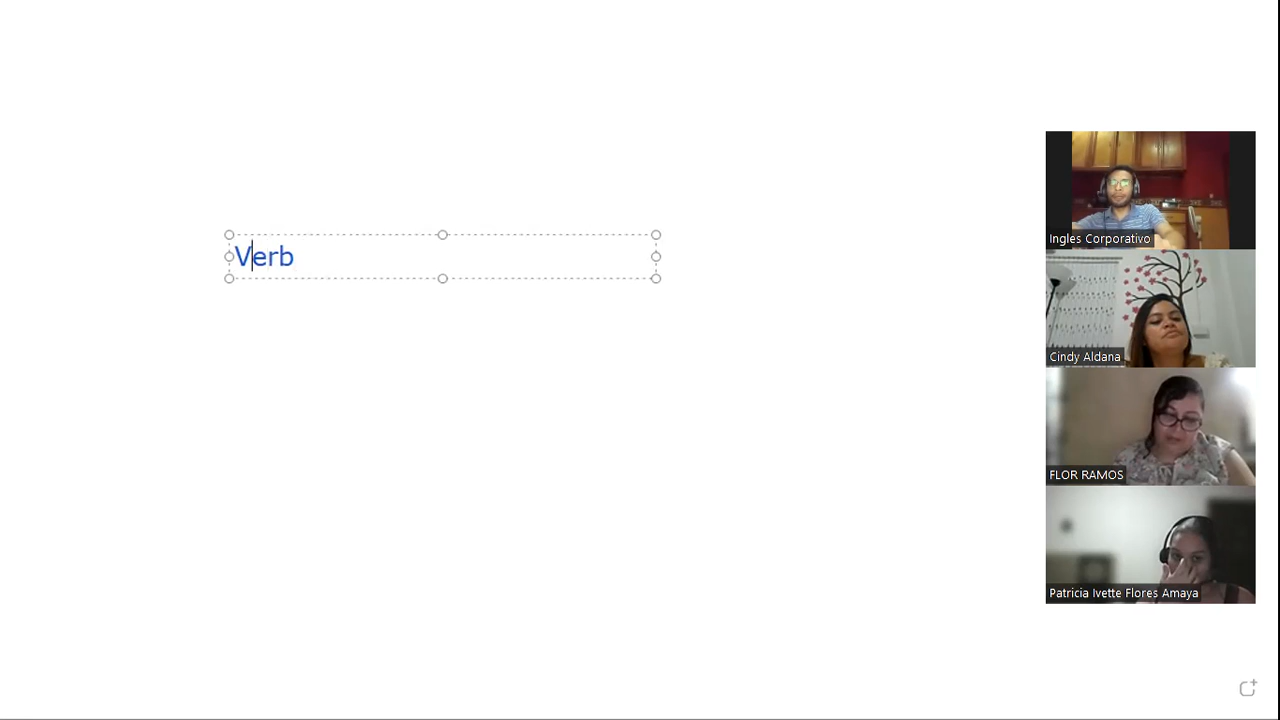 Verb
Ingles Corporativo
Cindy Aldana
FLOR RAMOS
Patricia Ivette Flores Amaya